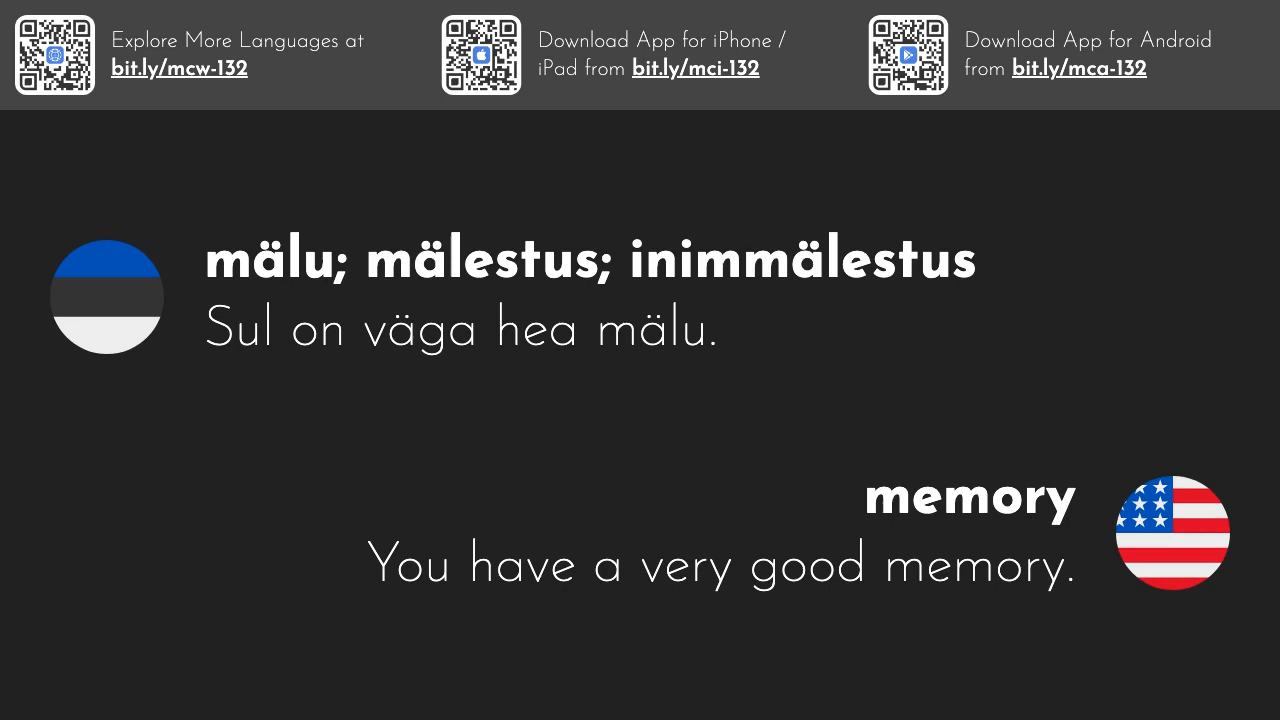 Explore More Languages at
bit.ly/mcw-132
Download App for iPhone /
iPad from bit.ly/mci-132
Download App for Android
from bit.ly/mca-132
mälu; mälestus; inimmälestus
Sul on väga hea mälu.
memory
You have a very good memory.